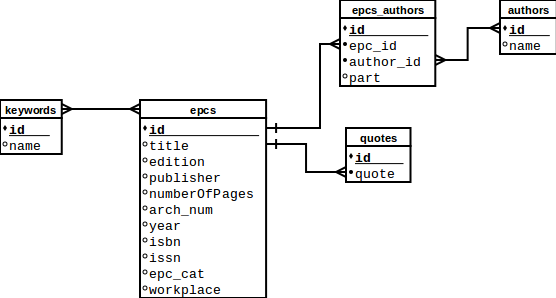 epcs_authors
id
epc_id
author_id
part
authors
id
name
keywords
id
name
epcs
id
title
edition
publisher
numberOfPages
arch_num
year
isbn
issn
epc_cat
workplace
quotes
id
quote